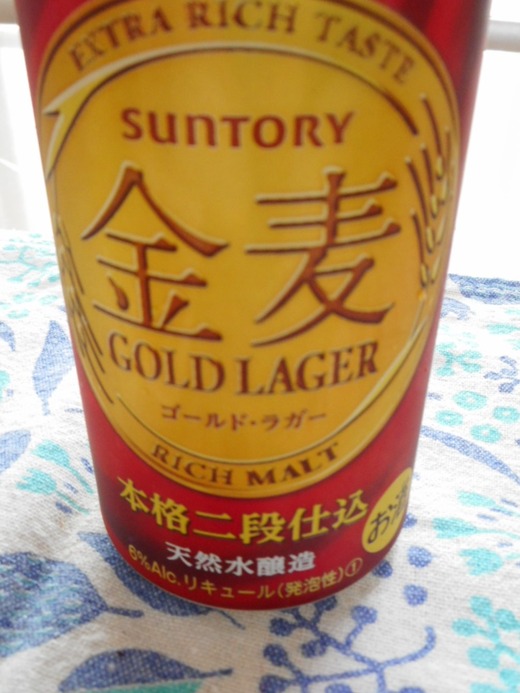 EXTRA RICH TASTE
SUNTORY
金麦
GOLD LAGER
ゴールド・ラガー
RICH MALT
本格二段仕込
お酒
天然水醸造
6%Alc. リキュール(発泡性)①